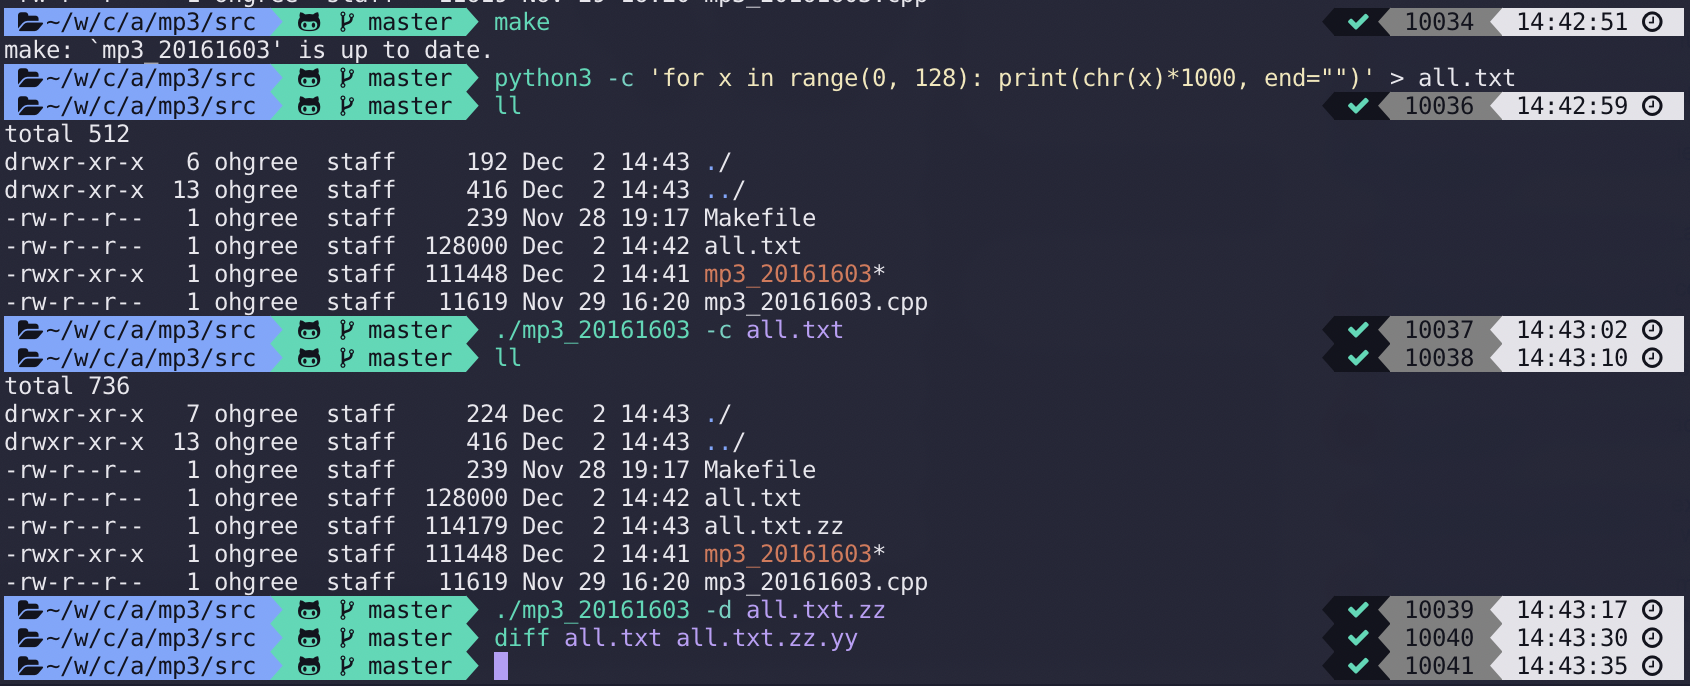 -rw-r--r-- 1 ohgree staff 11619 Nov 29 16:20 mp3_20161603.cpp
~/w/c/a/mp3/src master make 10034 14:42:51
make: `mp3_20161603' is up to date.
~/w/c/a/mp3/src master python3 -c 'for x in range(0, 128): print(chr(x)*1000, end="")' > all.txt
~/w/c/a/mp3/src master ll 10036 14:42:59
total 512
drwxr-xr-x 6 ohgree staff 192 Dec 2 14:43 ./
drwxr-xr-x 13 ohgree staff 416 Dec 2 14:43 ../
-rw-r--r-- 1 ohgree staff 239 Nov 28 19:17 Makefile
-rw-r--r-- 1 ohgree staff 128000 Dec 2 14:42 all.txt
-rwxr-xr-x 1 ohgree staff 111448 Dec 2 14:41 mp3_20161603*
-rw-r--r-- 1 ohgree staff 11619 Nov 29 16:20 mp3_20161603.cpp
~/w/c/a/mp3/src master ./mp3_20161603 -c all.txt 10037 14:43:02
~/w/c/a/mp3/src master ll 10038 14:43:10
total 736
drwxr-xr-x 7 ohgree staff 224 Dec 2 14:43 ./
drwxr-xr-x 13 ohgree staff 416 Dec 2 14:43 ../
-rw-r--r-- 1 ohgree staff 239 Nov 28 19:17 Makefile
-rw-r--r-- 1 ohgree staff 128000 Dec 2 14:42 all.txt
-rw-r--r-- 1 ohgree staff 114179 Dec 2 14:43 all.txt.zz
-rwxr-xr-x 1 ohgree staff 111448 Dec 2 14:41 mp3_20161603*
-rw-r--r-- 1 ohgree staff 11619 Nov 29 16:20 mp3_20161603.cpp
~/w/c/a/mp3/src master ./mp3_20161603 -d all.txt.zz 10039 14:43:17
~/w/c/a/mp3/src master diff all.txt all.txt.zz.yy 10040 14:43:30
~/w/c/a/mp3/src master 10041 14:43:35